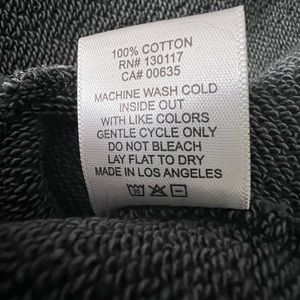 100% COTTON
RN# 130117
CA# 00635
MACHINE WASH COLD
INSIDE OUT
WITH LIKE COLORS
GENTLE CYCLE ONLY
DO NOT BLEACH
LAY FLAT TO DRY
MADE IN LOS ANGELES